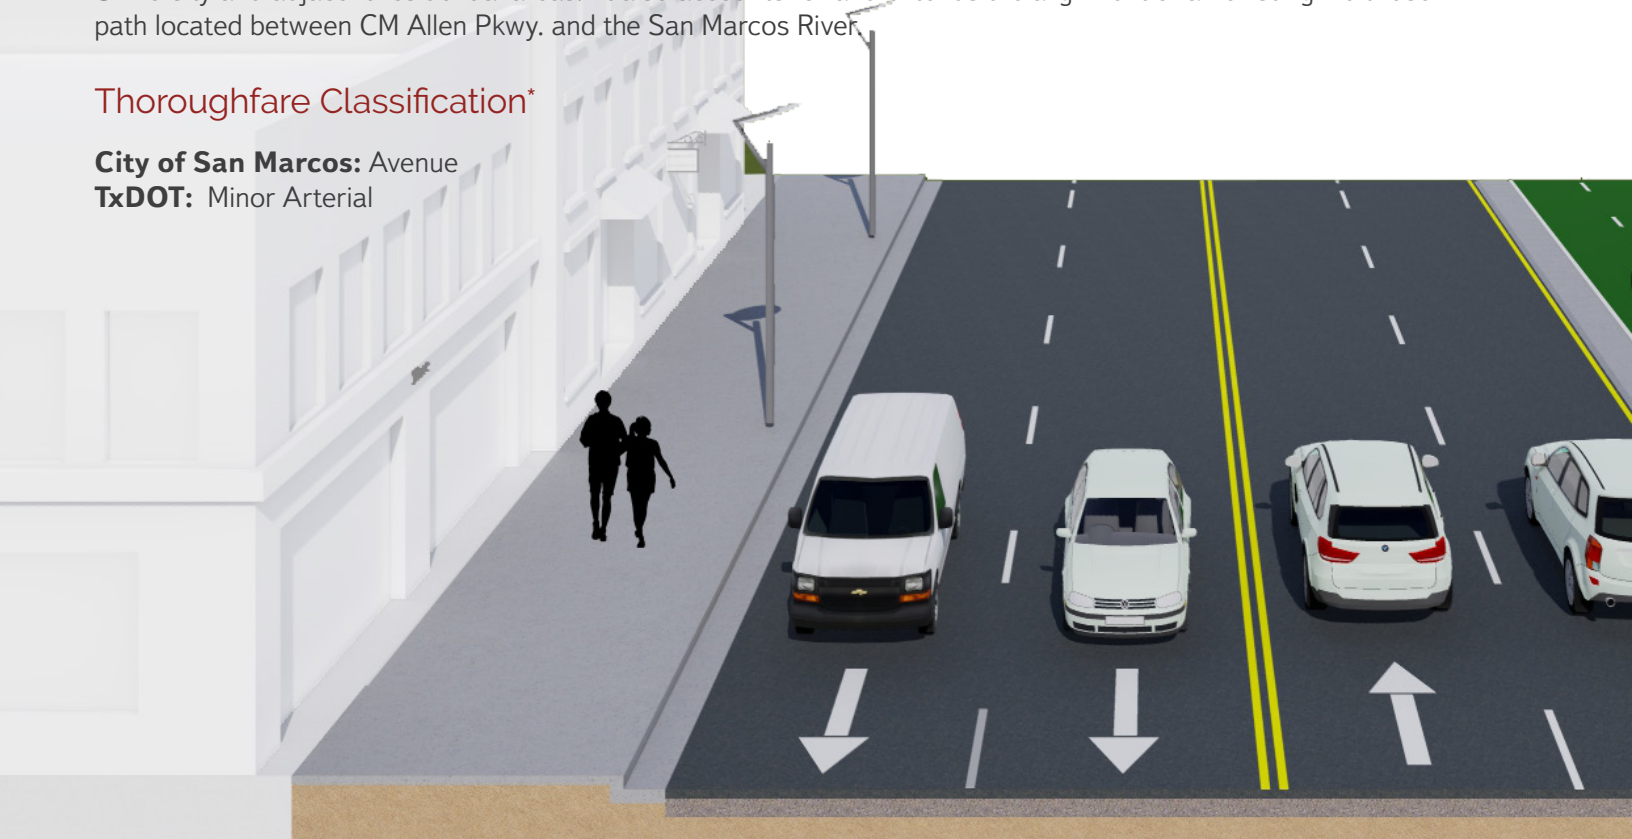 path located between CM Allen Pkwy. and the San Marcos River.
Thoroughfare Classification*
City of San Marcos: Avenue
TxDOT: Minor Arterial